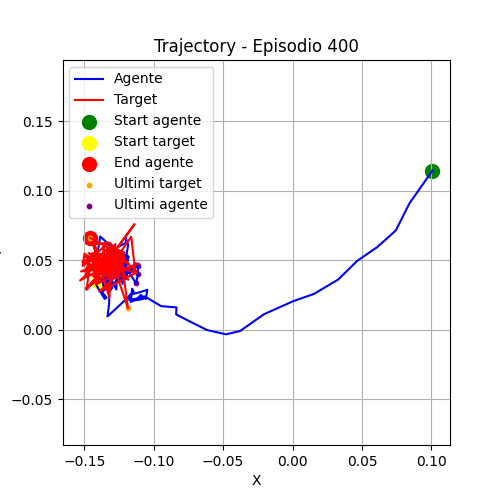 Trajectory - Episodio 400
Agente
Target
Start agente
Start target
End agente
Ultimi target
Ultimi agente
0.15
0.10
0.05
0.00
−0.05
−0.15
−0.10
−0.05
0.00
0.05
0.10
X